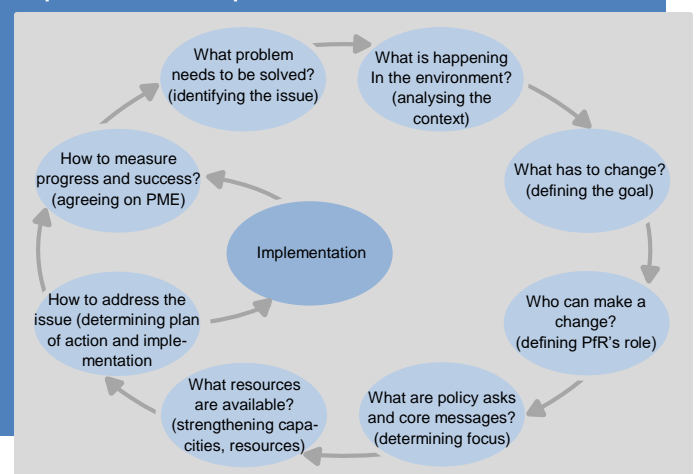 What problem
needs to be solved?
(identifying the issue)
What is happening
In the environment?
(analysing the
context)
What has to change?
(defining the goal)
Who can make a
change?
(defining PfR's role)
What are policy asks
and core messages?
(determining focus)
What resources
are available?
(strengthening capa-
cities, resources)
How to address the
issue (determining plan
of action and imple-
mentation
How to measure
progress and success?
(agreeing on PME)
Implementation